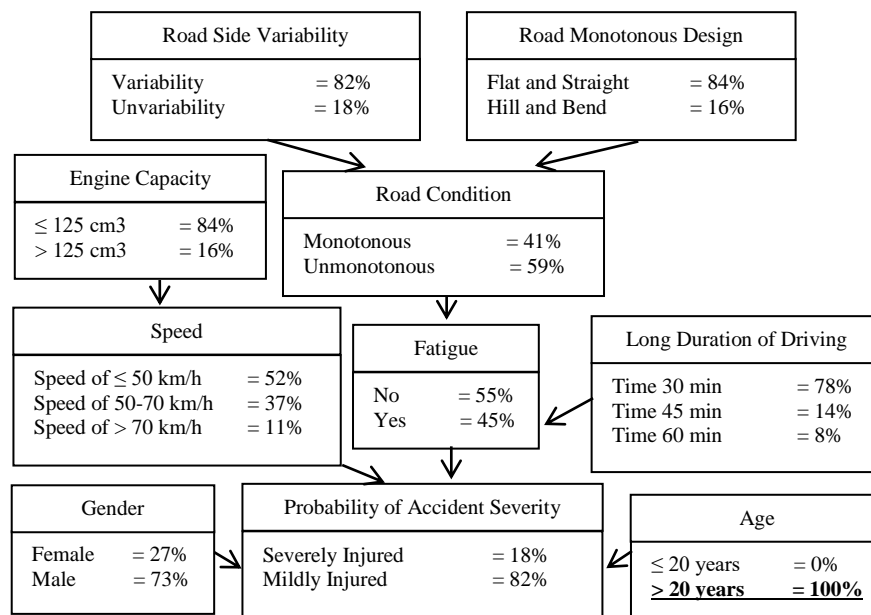 Road Side Variability
Variability = 82%
Unvariability = 18%
Road Monotonous Design
Flat and Straight = 84%
Hill and Bend = 16%
Engine Capacity
≤ 125 cm3 = 84%
> 125 cm3 = 16%
Road Condition
Monotonous = 41%
Unmonotonous = 59%
Speed
Speed of ≤ 50 km/h = 52%
Speed of 50-70 km/h = 37%
Speed of > 70 km/h = 11%
Fatigue
No = 55%
Yes = 45%
Long Duration of Driving
Time 30 min = 78%
Time 45 min = 14%
Time 60 min = 8%
Gender
Female = 27%
Male = 73%
Probability of Accident Severity
Severely Injured = 18%
Mildly Injured = 82%
Age
≤ 20 years = 0%
> 20 years = 100%